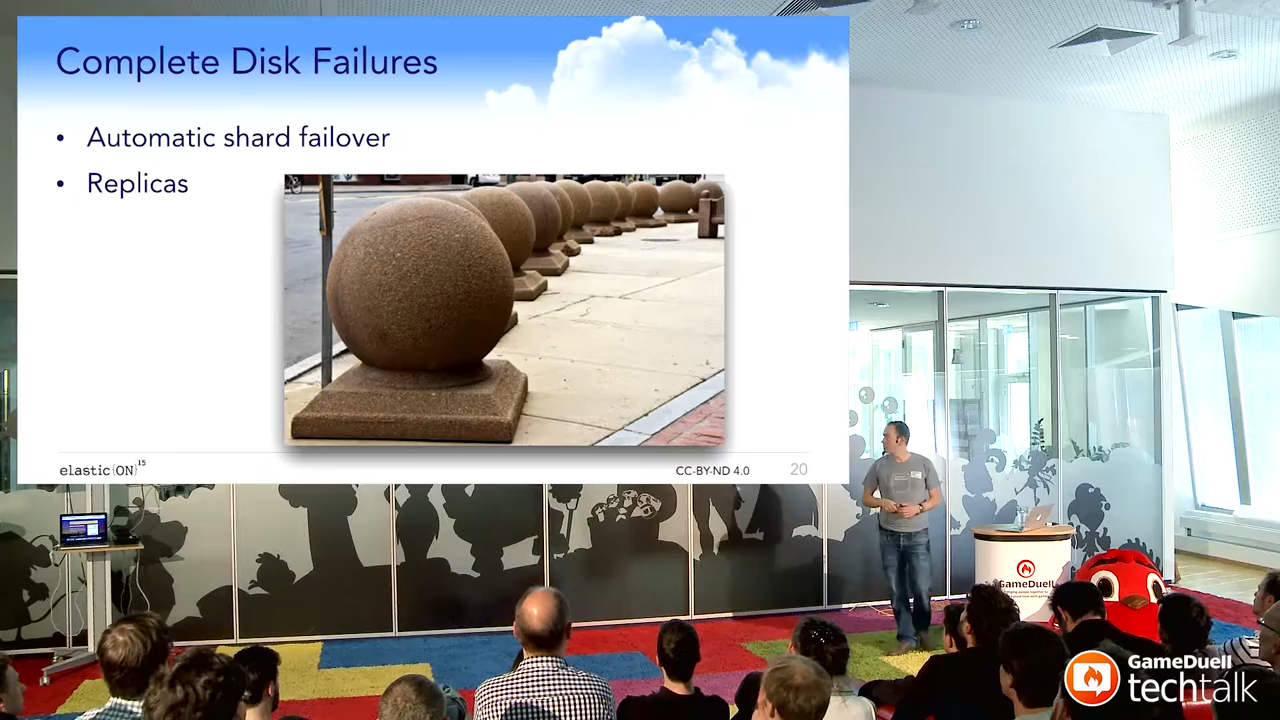 Complete Disk Failures
• Automatic shard failover
• Replicas
elastic{ON}15
CC-BY-ND 4.0
20
GameDuell
GameDuell
techtalk